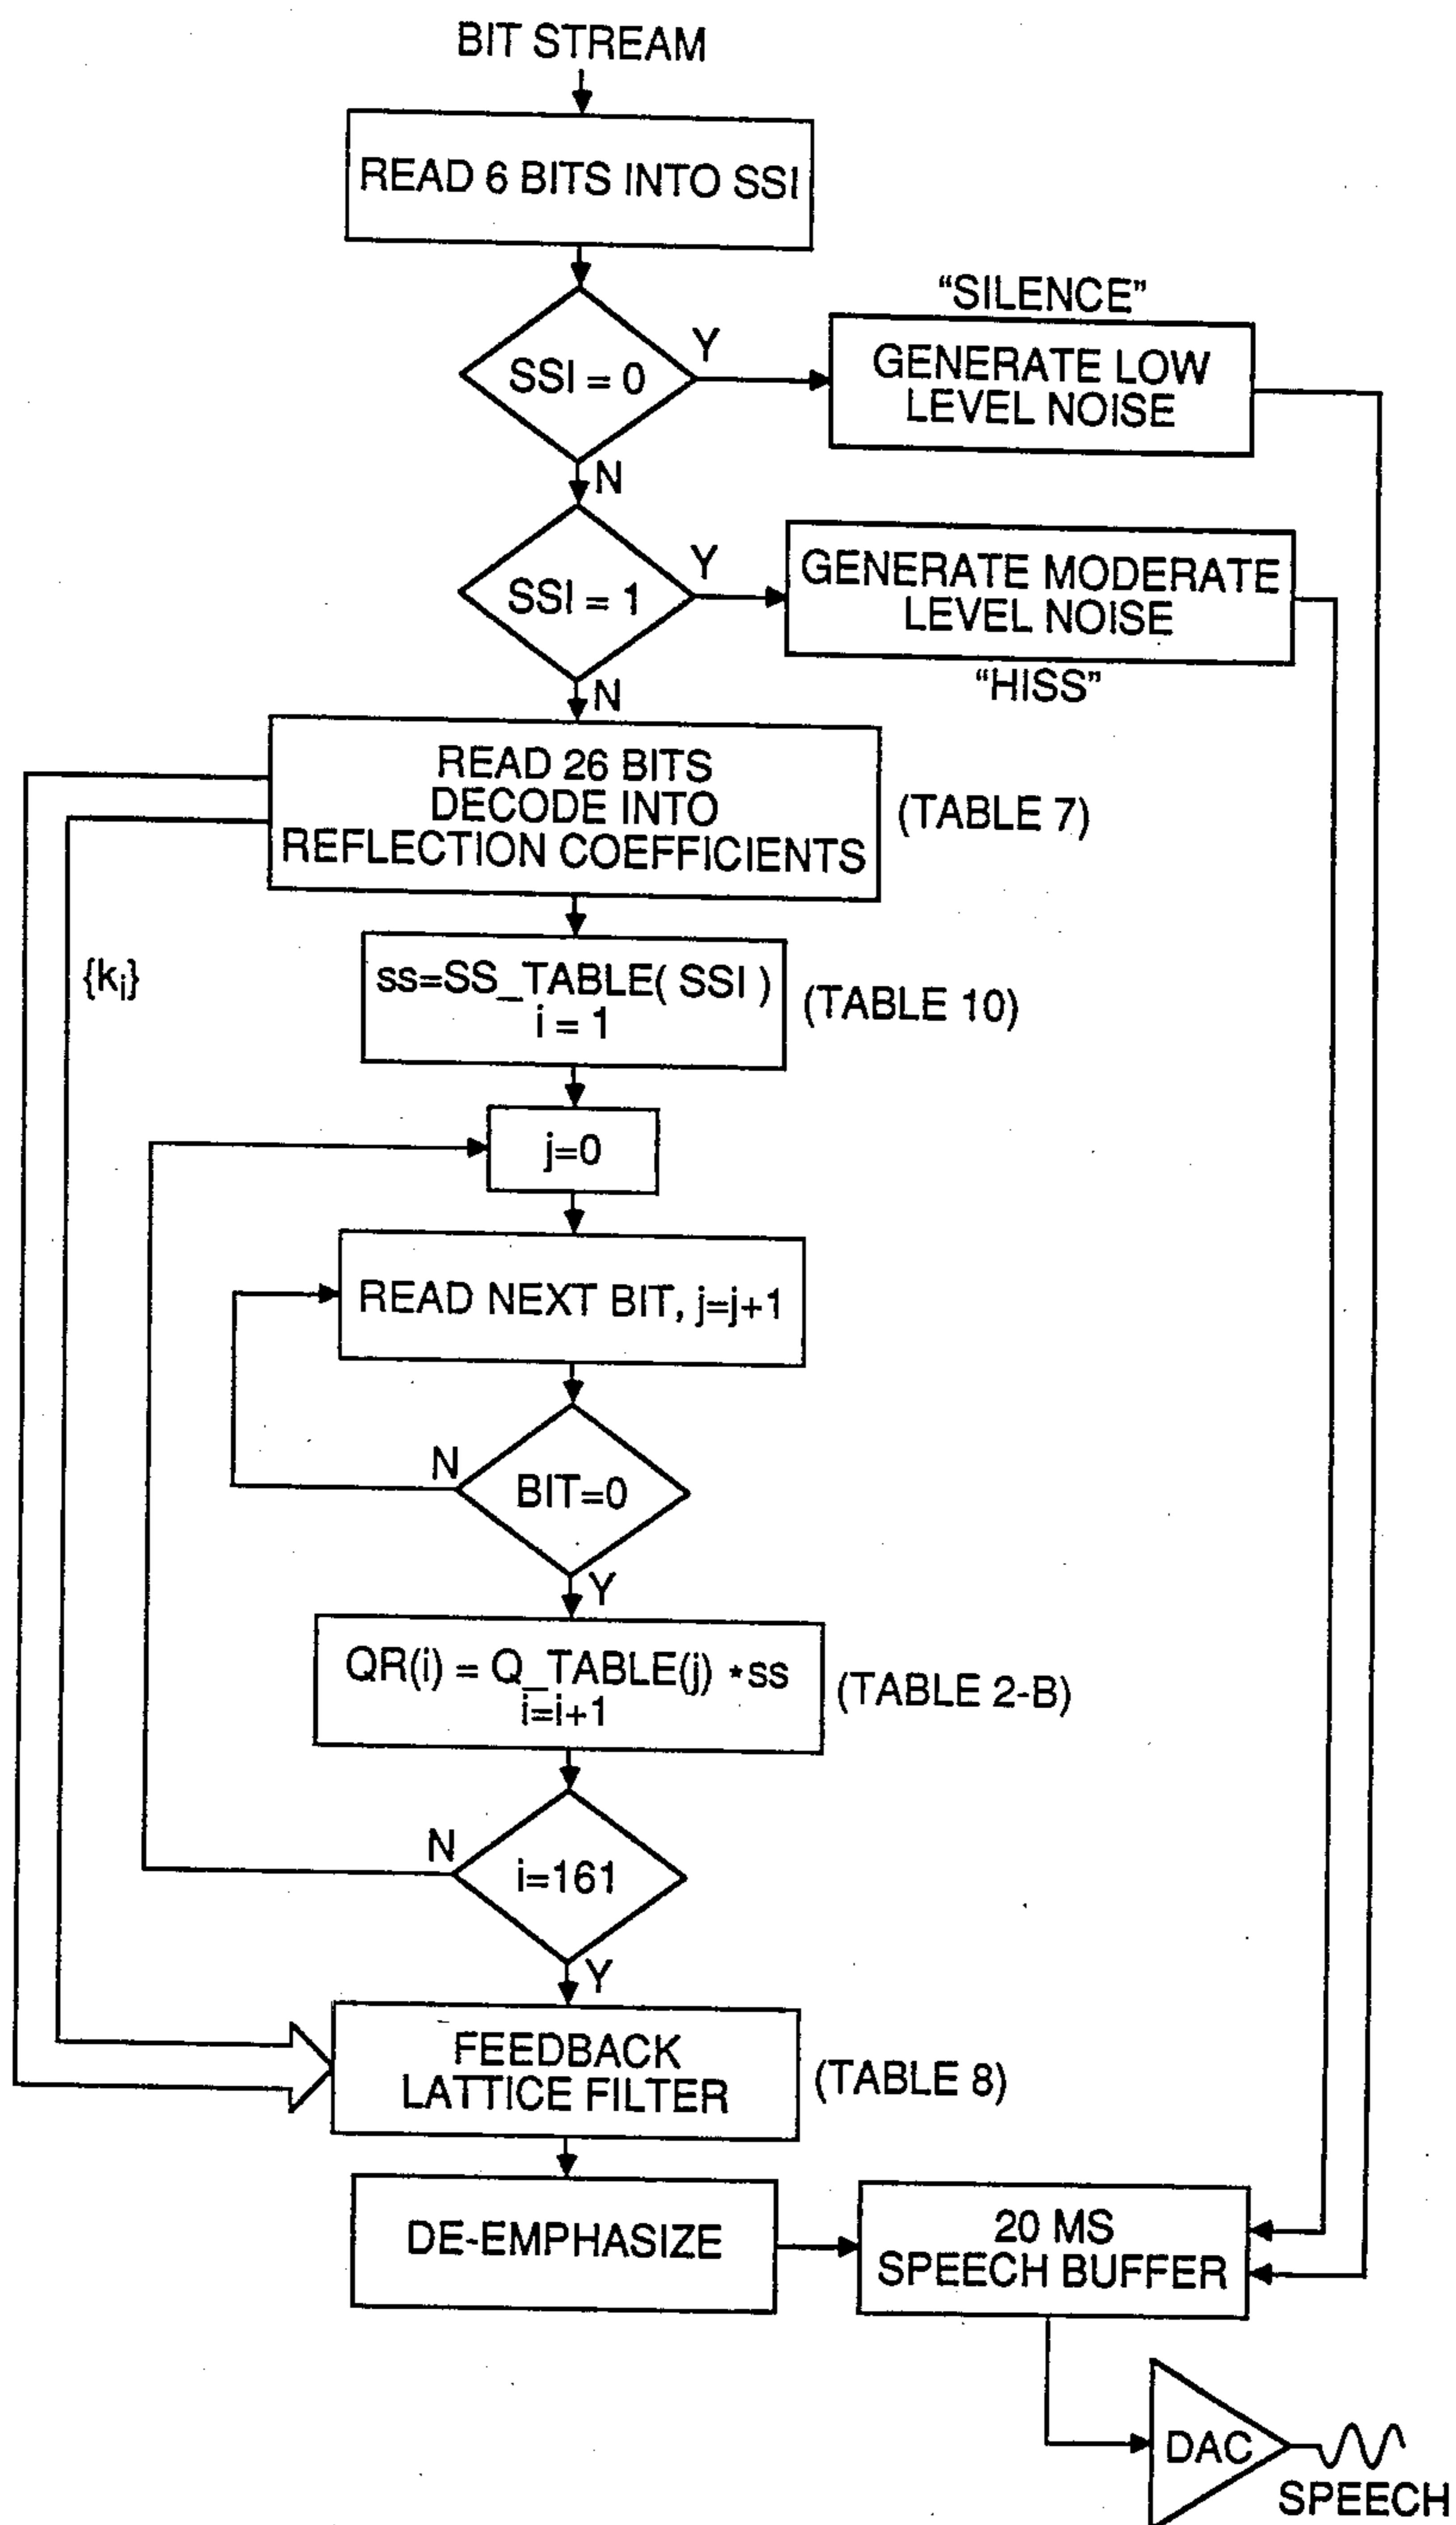 BIT STREAM
READ 6 BITS INTO SSI
SSI = 0
Y
N
"SILENCE"
GENERATE LOW
LEVEL NOISE
SSI = 1
Y
N
GENERATE MODERATE
LEVEL NOISE
"HISS"
READ 26 BITS
DECODE INTO
REFLECTION COEFFICIENTS
(TABLE 7)
{ki}
ss=SS_TABLE( SSI )
i = 1
(TABLE 10)
j=0
READ NEXT BIT, j=j+1
N
BIT=0
Y
QR(i) = Q_TABLE(j) *ss
i=i+1
(TABLE 2-B)
N
i=161
Y
FEEDBACK
LATTICE FILTER
(TABLE 8)
DE-EMPHASIZE
20 MS
SPEECH BUFFER
DAC
SPEECH